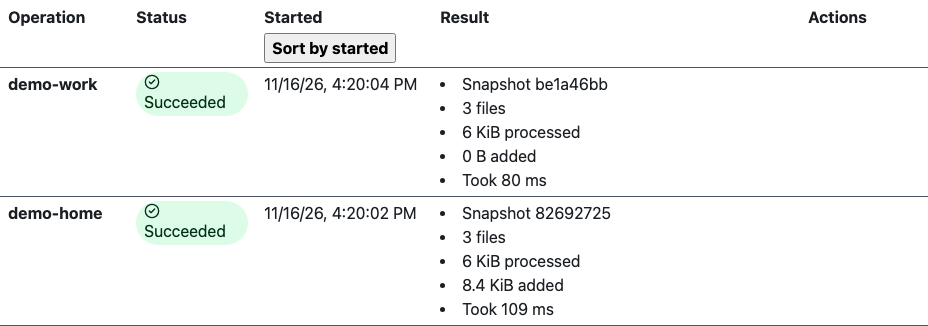 Operation Status Started Result Actions
Sort by started
demo-work Succeeded 11/16/26, 4:20:04 PM • Snapshot be1a46bb
• 3 files
• 6 KiB processed
• 0 B added
• Took 80 ms
demo-home Succeeded 11/16/26, 4:20:02 PM • Snapshot 82692725
• 3 files
• 6 KiB processed
• 8.4 KiB added
• Took 109 ms